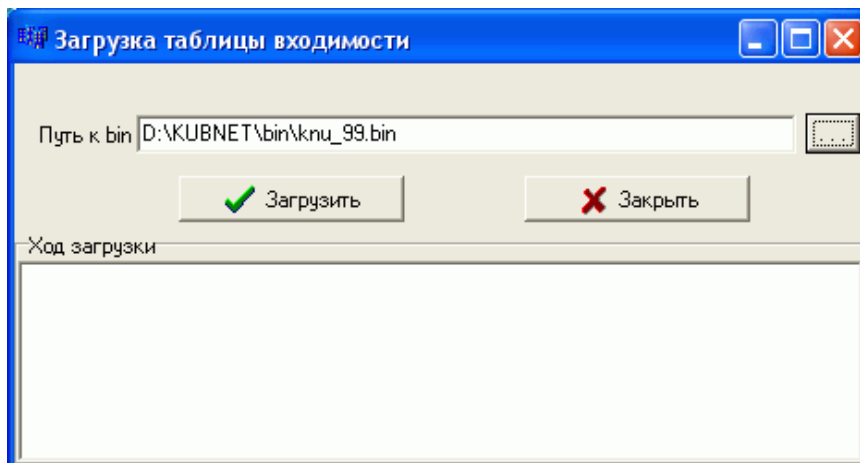 Загрузка таблицы входимости
Путь к bin D:\KUBNET\bin\knu_99.bin ...
Загрузить Закрыть
Ход загрузки